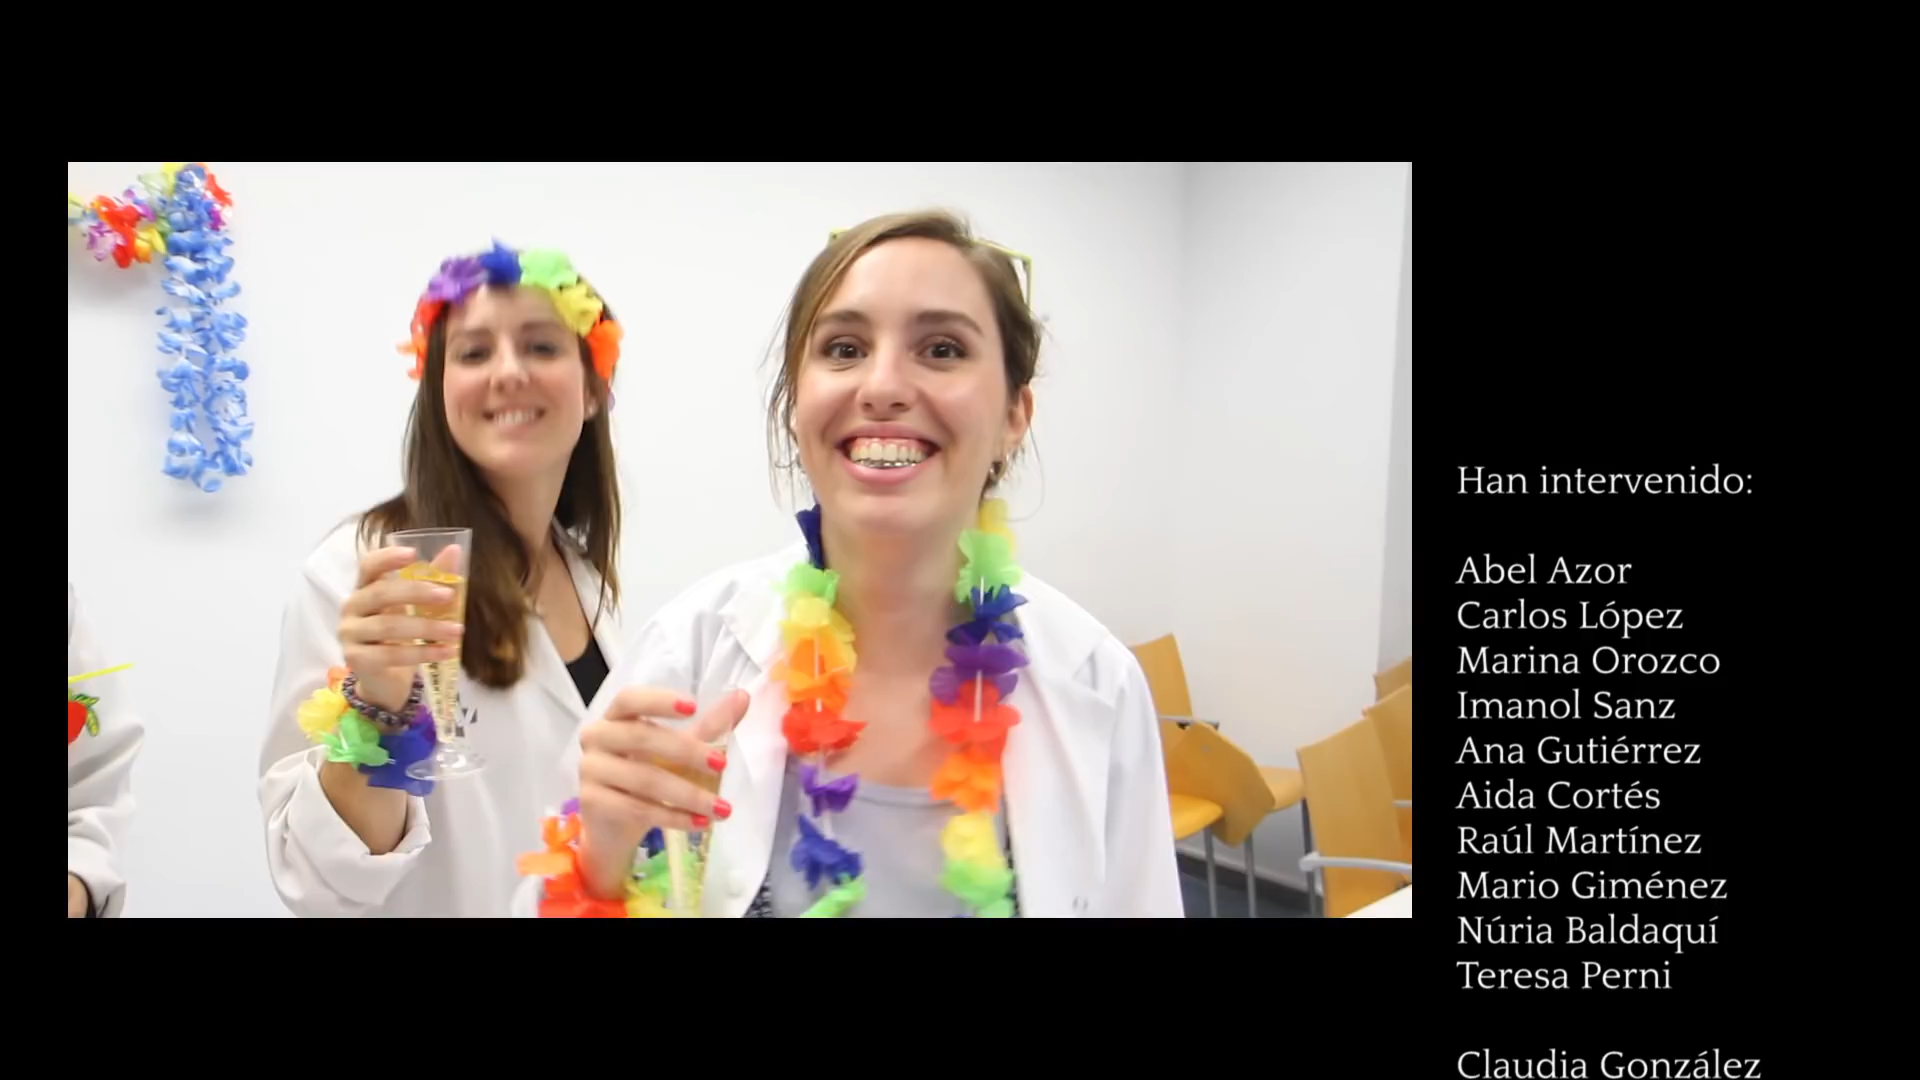 Han intervenido:
Abel Azor
Carlos López
Marina Orozco
Imanol Sanz
Ana Gutiérrez
Aida Cortés
Raúl Martínez
Mario Giménez
Núria Baldaquí
Teresa Perni
Claudia González